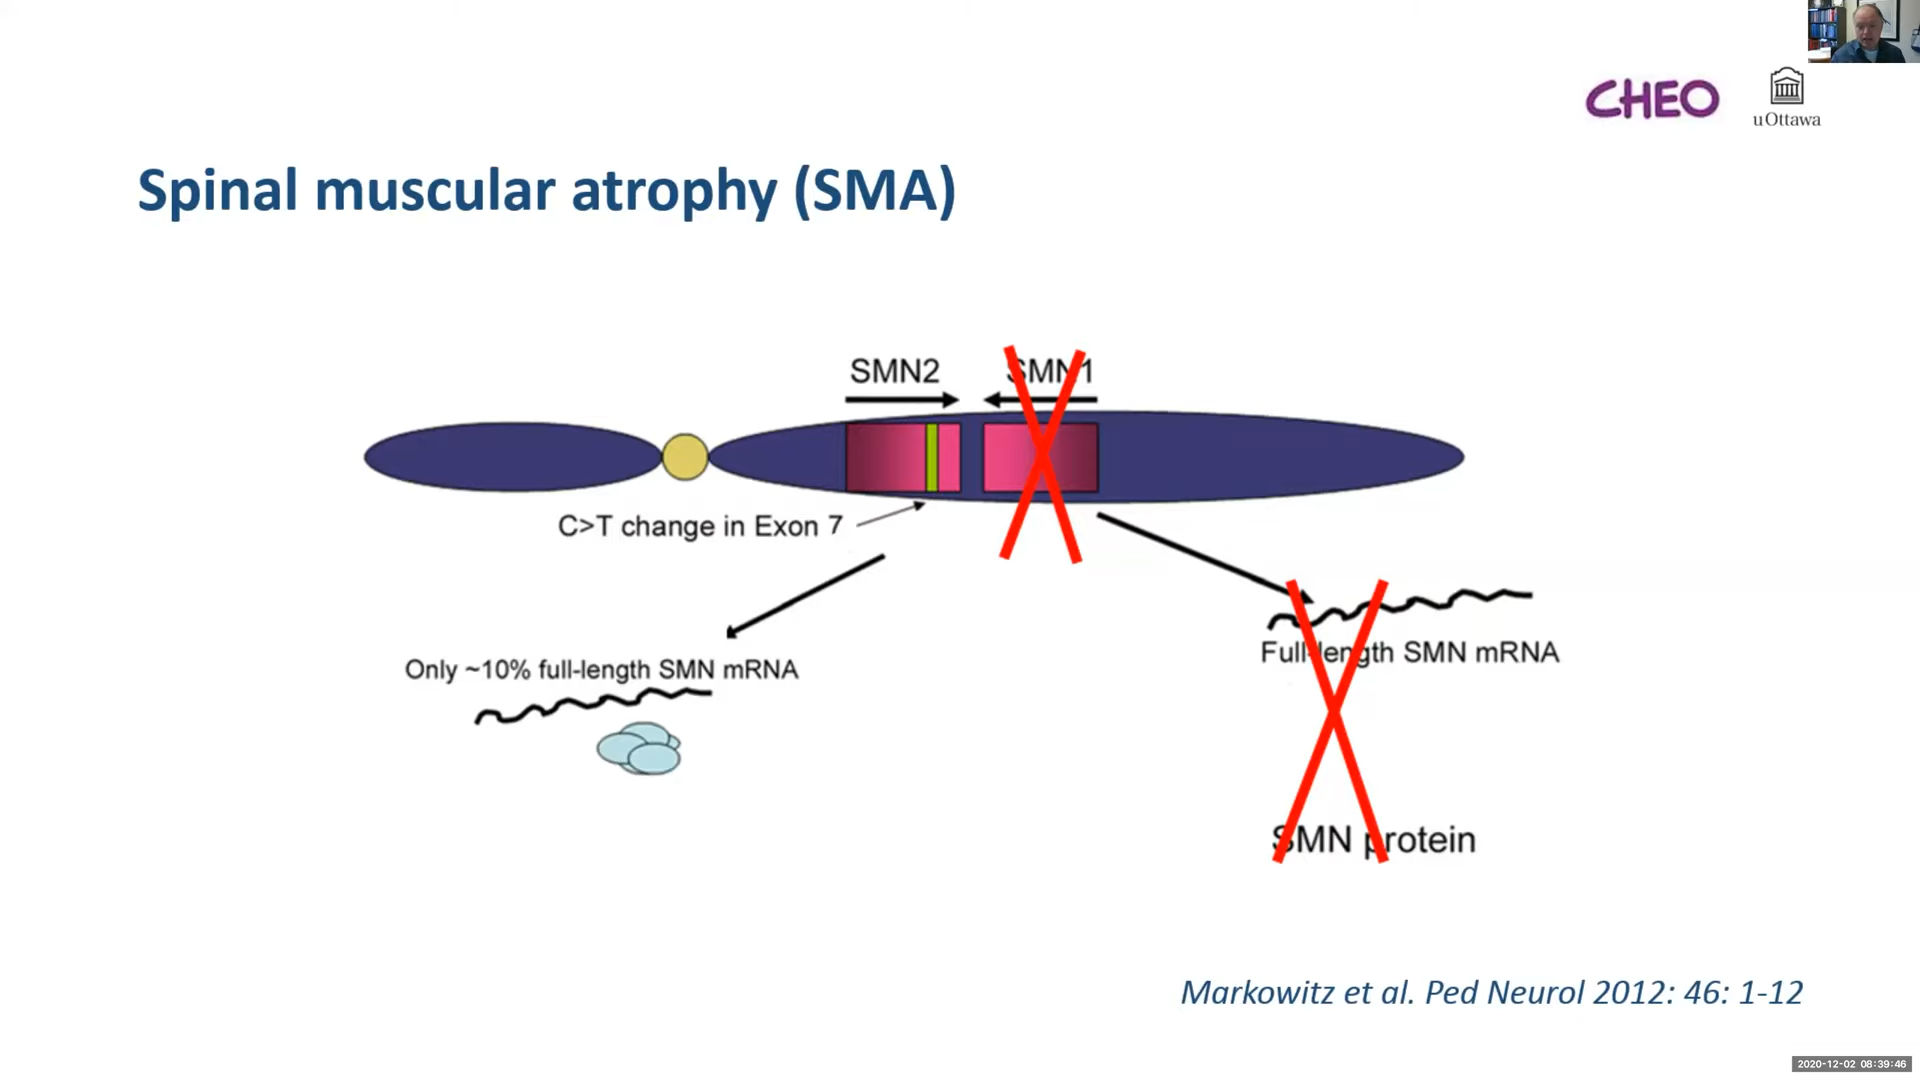 CHEO
uOttawa
Spinal muscular atrophy (SMA)
SMN2
SMN1
C>T change in Exon 7
Only ~10% full-length SMN mRNA
Full-length SMN mRNA
SMN protein
Markowitz et al. Ped Neurol 2012: 46: 1-12
2020-12-02 08:39:46